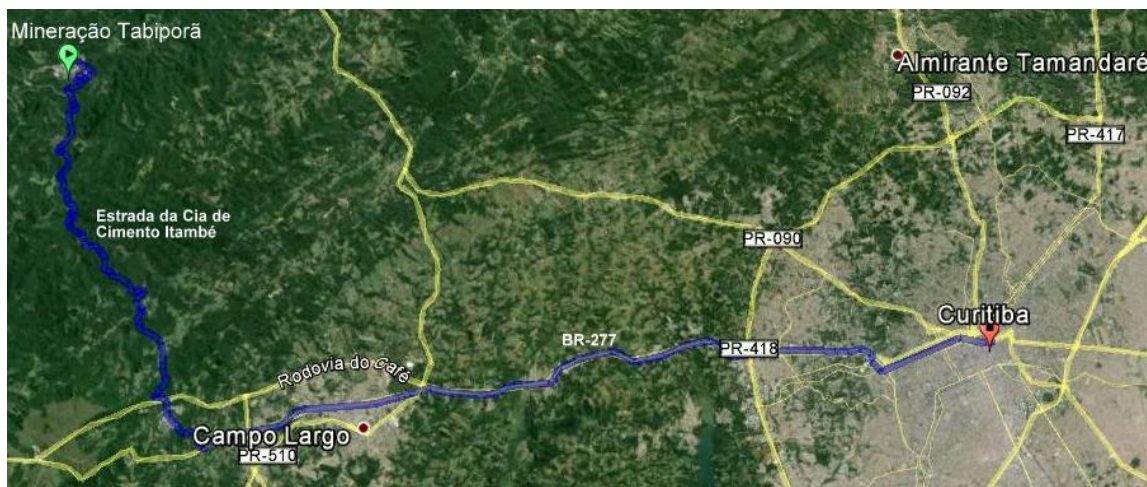 Mineração Tabiporã
Almirante Tamandaré
PR-092
PR-417
Estrada da Cia de
Cimento Itambé
PR-090
Curitiba
BR-277
PR-418
Rodovia do Café
Campo Largo
PR-510